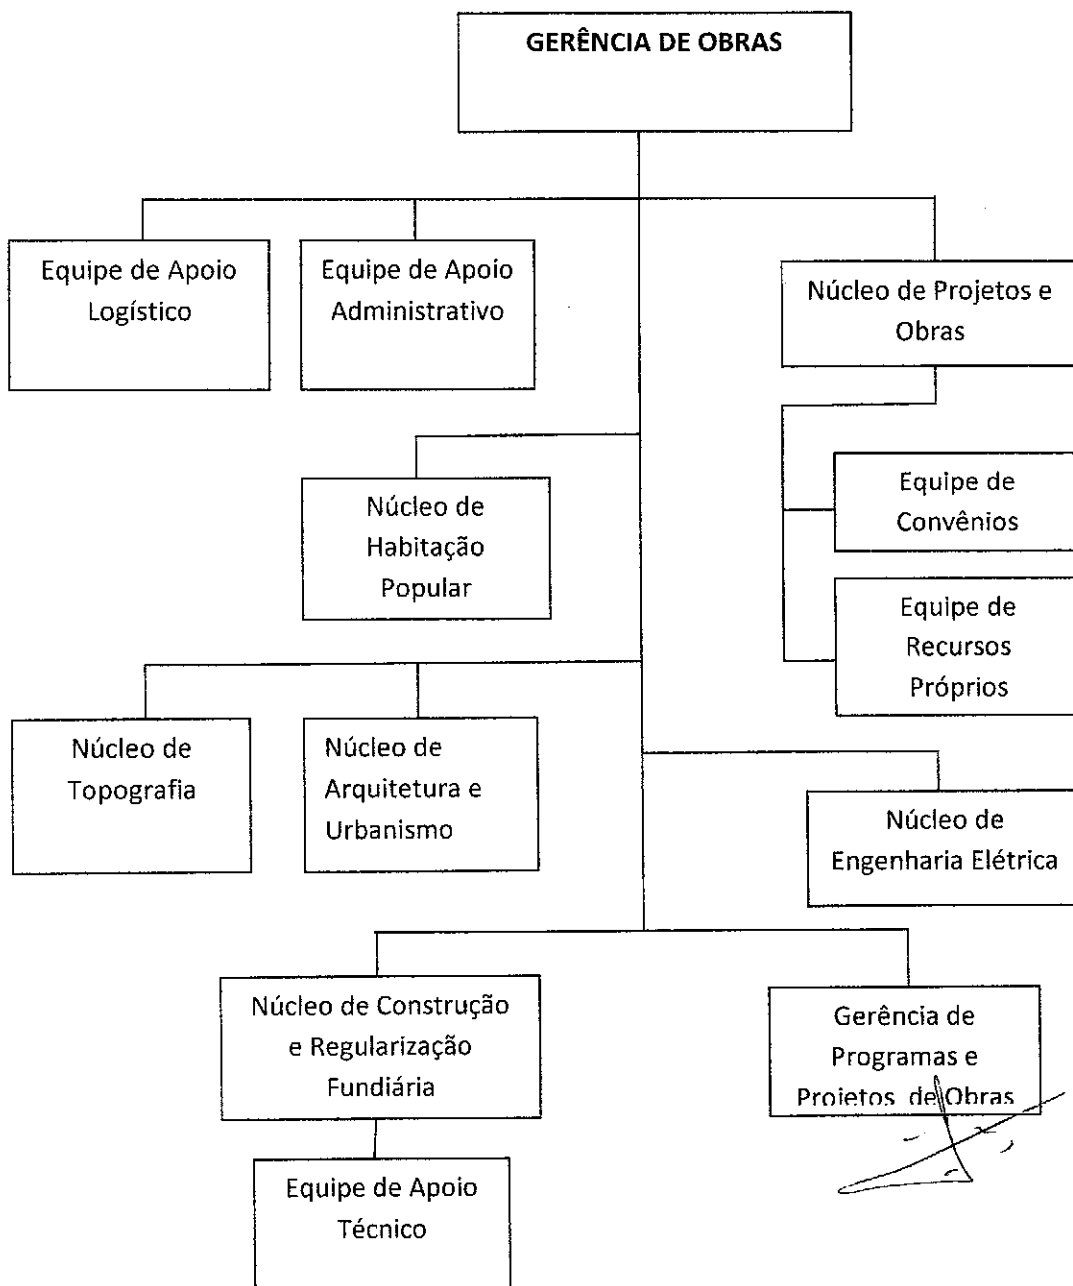 GERÊNCIA DE OBRAS
Equipe de Apoio
Logístico
Equipe de Apoio
Administrativo
Núcleo de Projetos e
Obras
Núcleo de
Habitação
Popular
Equipe de
Convênios
Equipe de
Recursos
Próprios
Núcleo de
Topografia
Núcleo de
Arquitetura e
Urbanismo
Núcleo de
Engenharia Elétrica
Núcleo de Construção
e Regularização
Fundiária
Gerência de
Programas e
Projetos de Obras
Equipe de Apoio
Técnico